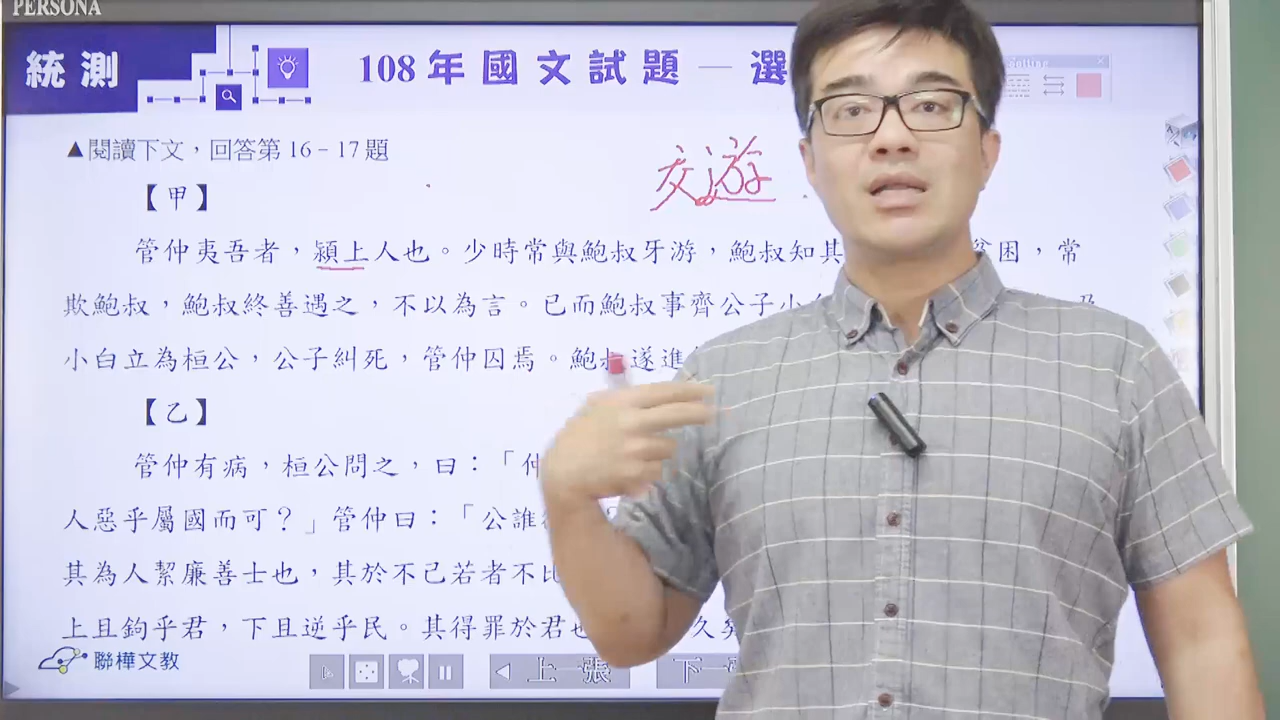 PERSONA
統測
108年國文試題—選
▲閱讀下文，回答第16－17題
交遊
【甲】
管仲夷吾者，潁上人也。少時常與鮑叔牙游，鮑叔知其 貧困，常
欺鮑叔，鮑叔終善遇之，不以為言。已而鮑叔事齊公子小白
小白立為桓公，公子糾死，管仲囚焉。鮑叔遂進
【乙】
管仲有病，桓公問之，曰：「仲
人惡乎屬國而可？」管仲曰：「公誰
其為人絜廉善士也，其於不己若者不比
上且鉤乎君，下且逆乎民。其得罪於君也 久矣
聯樺文教
上一張
下一